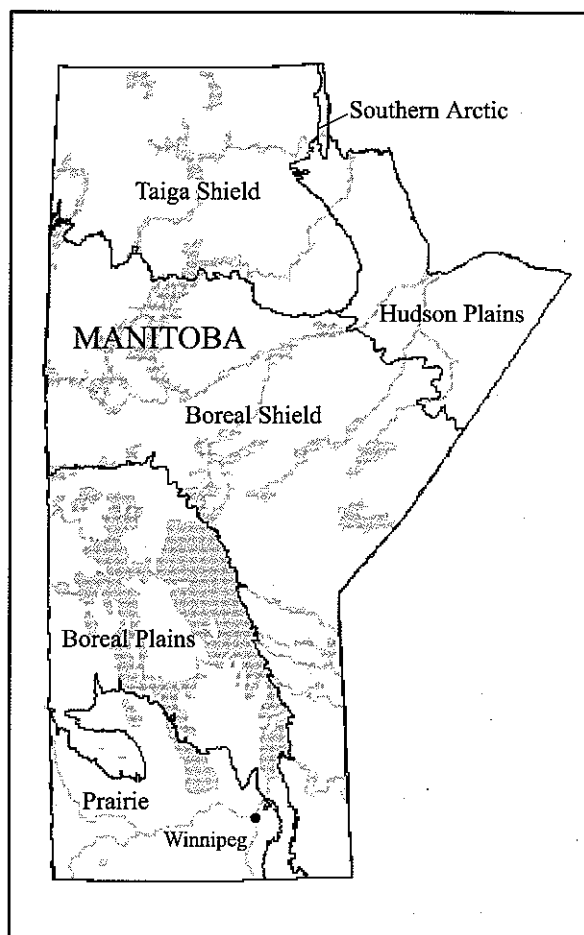 Southern Arctic
Taiga Shield
Hudson Plains
MANITOBA
Boreal Shield
Boreal Plains
Prairie
Winnipeg